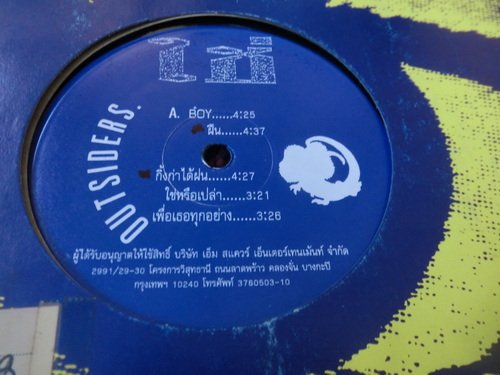 OUTSIDERS.
A. BOY......4:25
ฝืน......4:37
กิ้งก่าได้ฝน......4:27
ใช่หรือเปล่า......3:21
เพื่อเธอทุกอย่าง......3:26
ผู้ได้รับอนุญาตให้ใช้สิทธิ์ บริษัท เอ็ม สแควร์ เอ็นเตอร์เทนเม้นท์ จำกัด
2991/29-30 โครงการวิสุทธานี ถนนลาดพร้าว คลองจั่น บางกะปิ
กรุงเทพฯ 10240 โทรศัพท์ 3760503-10